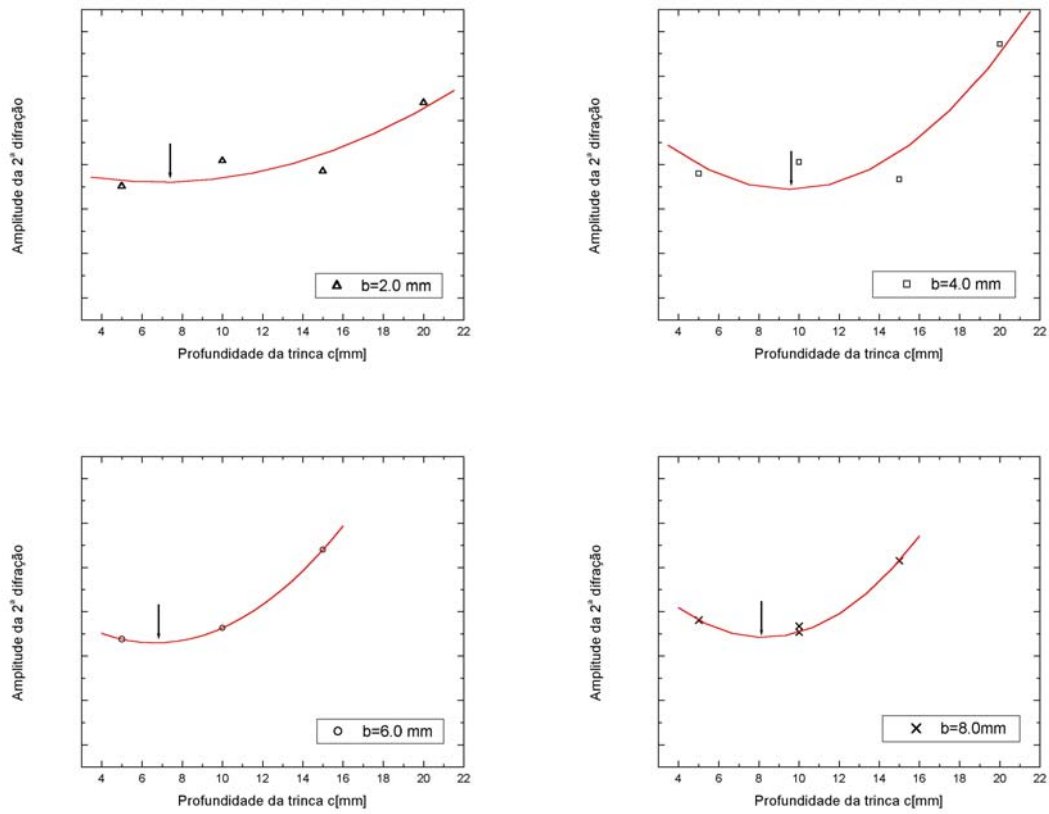 Amplitude da 2ª difração
b=2.0 mm
4 6 8 10 12 14 16 18 20 22
Profundidade da trinca c[mm]
Amplitude da 2ª difração
b=4.0 mm
4 6 8 10 12 14 16 18 20 22
Profundidade da trinca c[mm]
Amplitude da 2ª difração
b=6.0 mm
4 6 8 10 12 14 16 18 20 22
Profundidade da trinca c[mm]
Amplitude da 2ª difração
b=8.0mm
4 6 8 10 12 14 16 18 20 22
Profundidade da trinca c[mm]